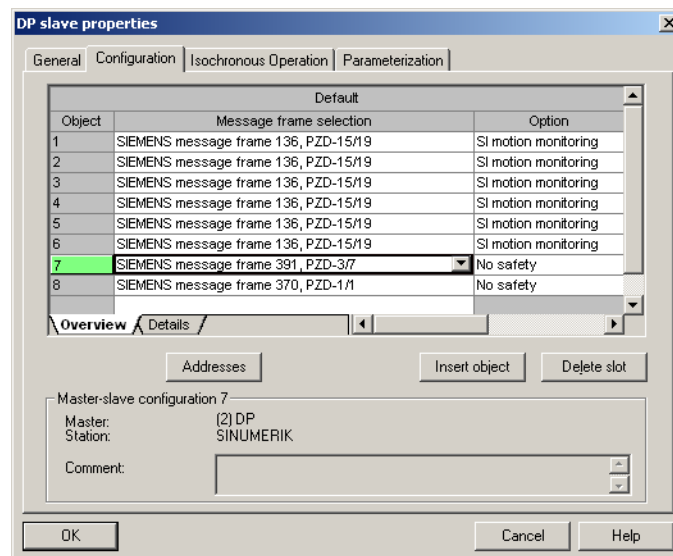 DP slave properties
General Configuration Isochronous Operation Parameterization
Default
Object Message frame selection Option
1 SIEMENS message frame 136, PZD-15/19 SI motion monitoring
2 SIEMENS message frame 136, PZD-15/19 SI motion monitoring
3 SIEMENS message frame 136, PZD-15/19 SI motion monitoring
4 SIEMENS message frame 136, PZD-15/19 SI motion monitoring
5 SIEMENS message frame 136, PZD-15/19 SI motion monitoring
6 SIEMENS message frame 136, PZD-15/19 SI motion monitoring
7 SIEMENS message frame 391, PZD-3/7 No safety
8 SIEMENS message frame 370, PZD-1/1 No safety
Overview Details
Addresses Insert object Delete slot
Master-slave configuration 7
Master: (2) DP
Station: SINUMERIK
Comment:
OK Cancel Help